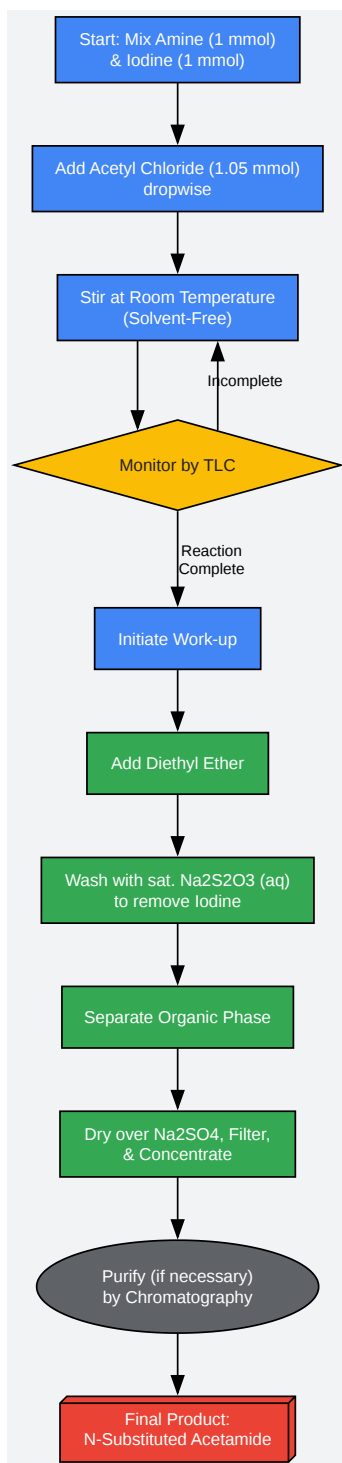 Start: Mix Amine (1 mmol)
& Iodine (1 mmol)
Add Acetyl Chloride (1.05 mmol)
dropwise
Stir at Room Temperature
(Solvent-Free)
Incomplete
Monitor by TLC
Reaction
Complete
Initiate Work-up
Add Diethyl Ether
Wash with sat. Na2S2O3 (aq)
to remove Iodine
Separate Organic Phase
Dry over Na2SO4, Filter,
& Concentrate
Purify (if necessary)
by Chromatography
Final Product:
N-Substituted Acetamide